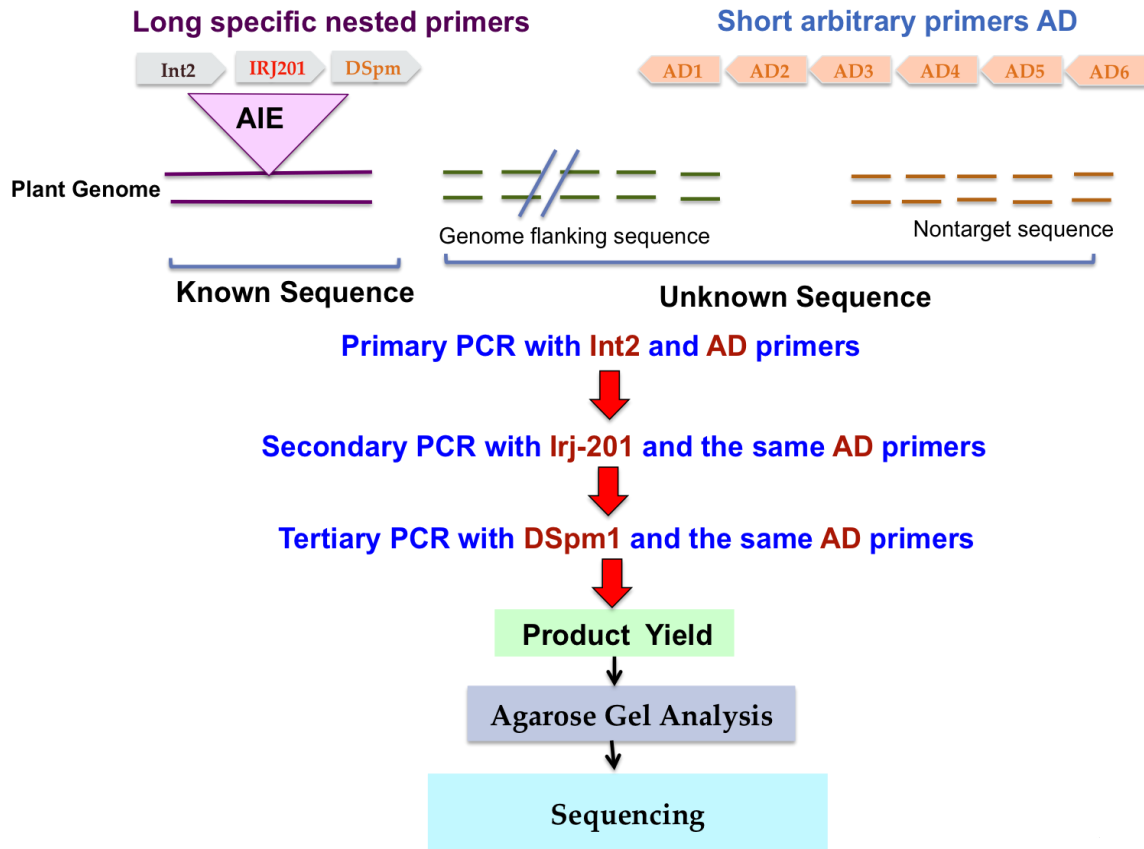 Long specific nested primers
Short arbitrary primers AD
Int2
IRJ201
DSpm
AD1
AD2
AD3
AD4
AD5
AD6
AIE
Plant Genome
Genome flanking sequence
Nontarget sequence
Known Sequence
Unknown Sequence
Primary PCR with Int2 and AD primers
Secondary PCR with Irj-201 and the same AD primers
Tertiary PCR with DSpm1 and the same AD primers
Product Yield
Agarose Gel Analysis
Sequencing